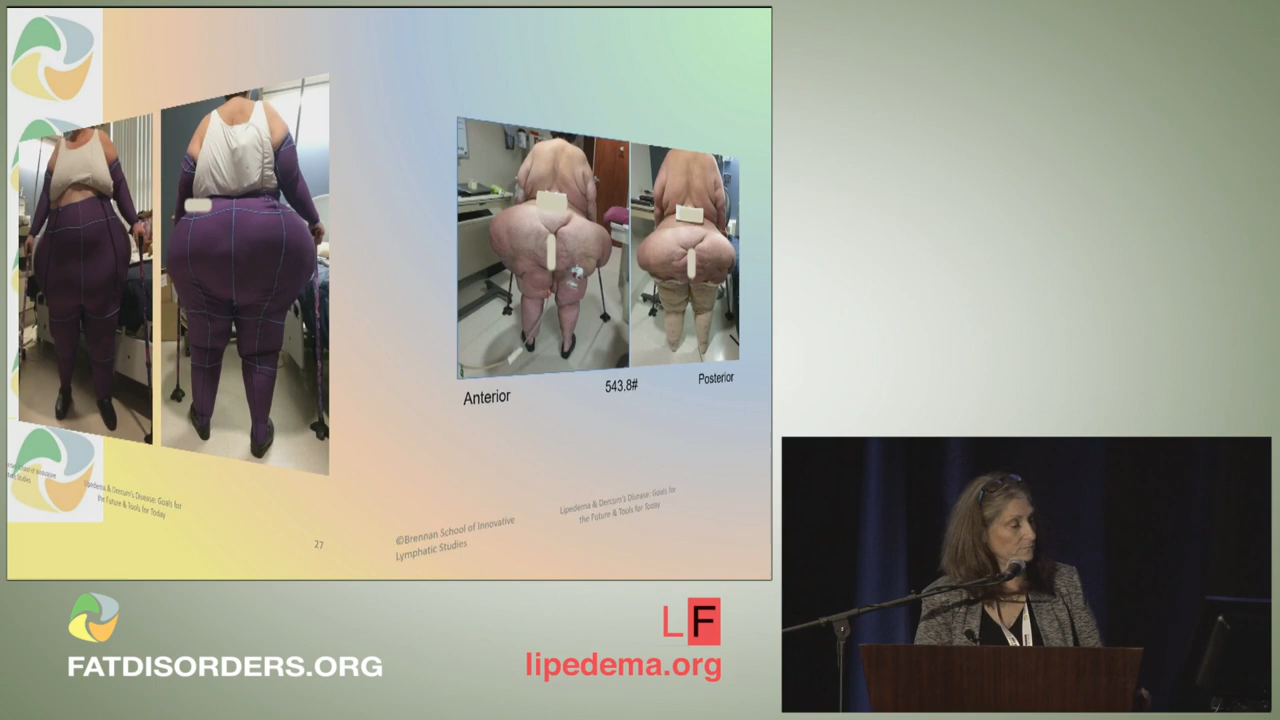 Anterior
543.8#
Posterior
Lipedema & Dercum's Disease: Goals for
the Future & Tools for Today
27
©Brennan School of Innovative
Lymphatic Studies
Lipedema & Dercum's Disease: Goals for
the Future & Tools for Today
FATDISORDERS.ORG
LF
lipedema.org